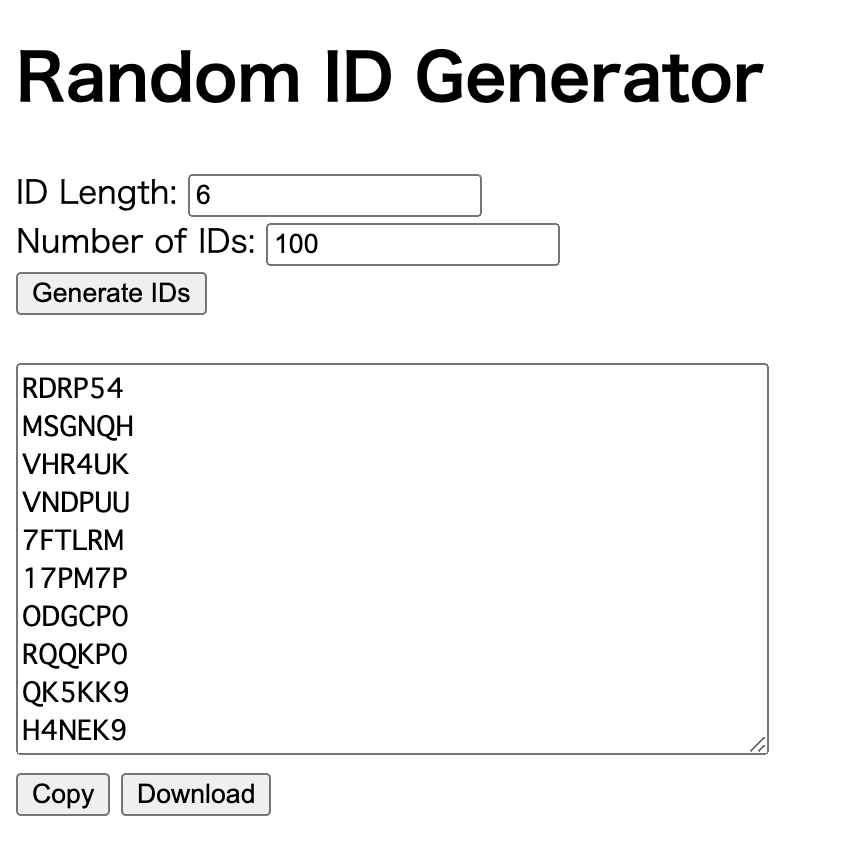 Random ID Generator
ID Length: 6
Number of IDs: 100
Generate IDs
RDRP54
MSGNQH
VHR4UK
VNDPUU
7FTLRM
17PM7P
ODGCP0
RQQKP0
QK5KK9
H4NEK9
Copy Download